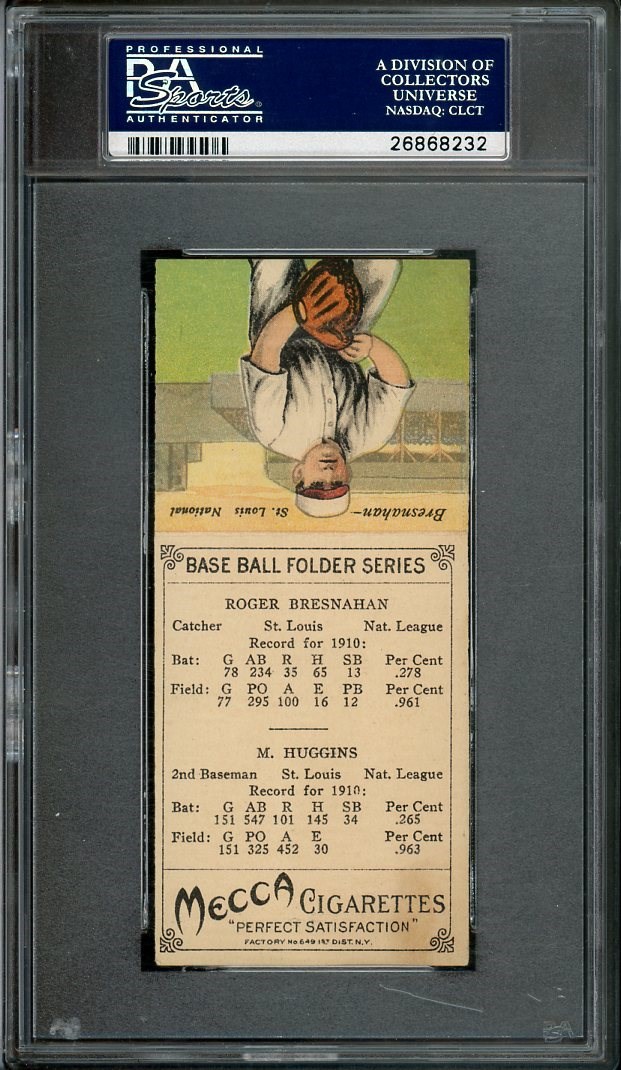 PROFESSIONAL
PSA
Sports
AUTHENTICATOR
A DIVISION OF
COLLECTORS
UNIVERSE
NASDAQ: CLCT
26868232
Bresnahan— St. Louis National
BASE BALL FOLDER SERIES
ROGER BRESNAHAN
Catcher St. Louis Nat. League
Record for 1910:
Bat: G AB R H SB Per Cent
78 234 35 65 13 .278
Field: G PO A E PB Per Cent
77 295 100 16 12 .961
M. HUGGINS
2nd Baseman St. Louis Nat. League
Record for 1910:
Bat: G AB R H SB Per Cent
151 547 101 145 34 .265
Field: G PO A E Per Cent
151 325 452 30 .963
MECCA CIGARETTES
"PERFECT SATISFACTION"
FACTORY No 649 1ST DIST. N.Y.
PSA